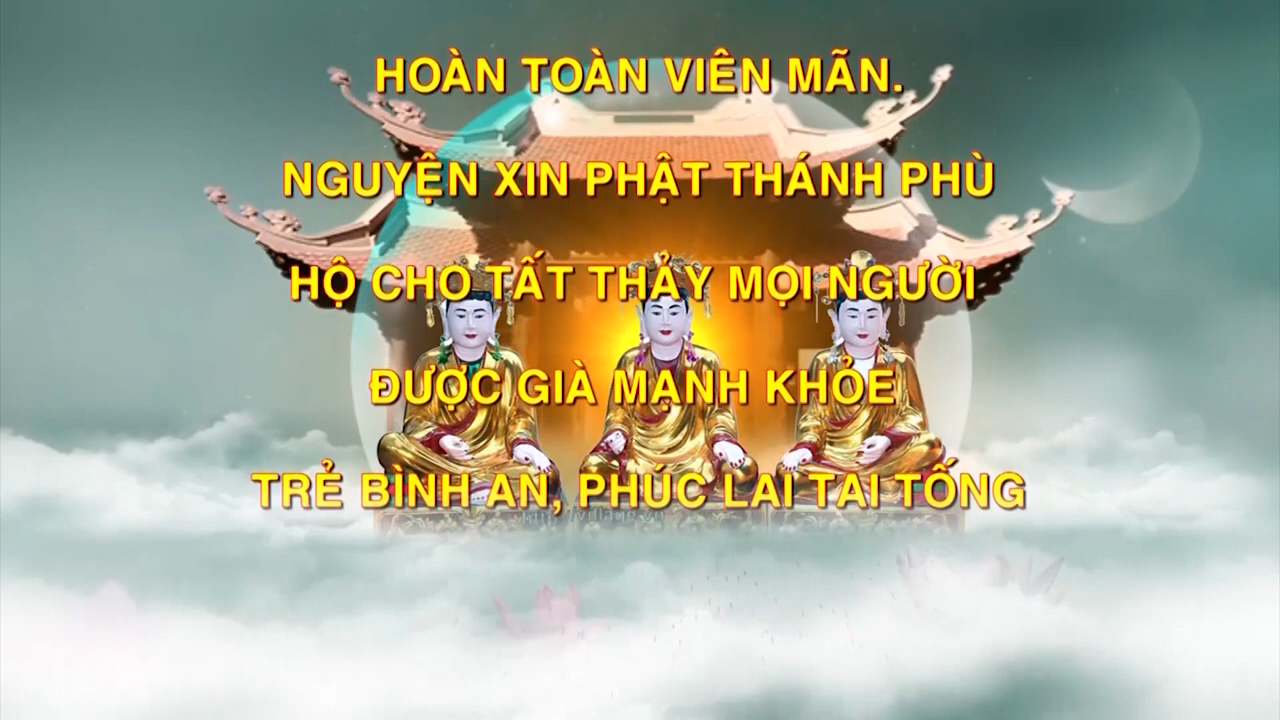 HOÀN TOÀN VIÊN MÃN.
NGUYỆN XIN PHẬT THÁNH PHÙ
HỘ CHO TẤT THẢY MỌI NGƯỜI
ĐƯỢC GIÀ MẠNH KHỎE
TRẺ BÌNH AN, PHÚC LAI TAI TỐNG